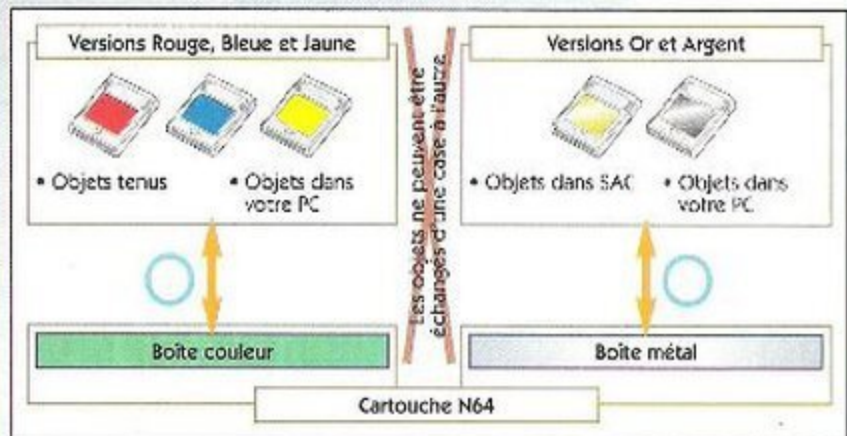 Versions Rouge, Bleue et Jaune
• Objets tenus
• Objets dans
votre PC
Les objets ne peuvent être
échangés d'une case à l'autre.
Versions Or et Argent
• Objets dans SAC
• Objets dans
votre PC
Boîte couleur
Boîte métal
Cartouche N64